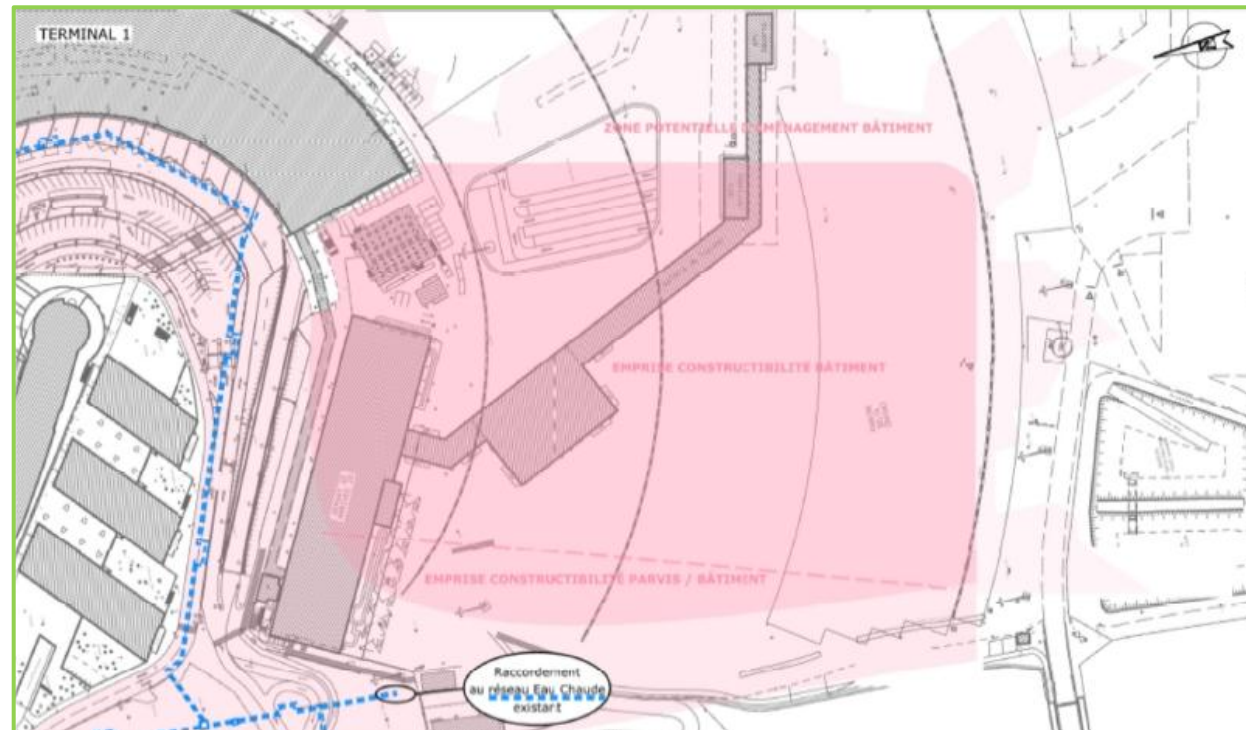 TERMINAL 1
ZONE POTENTIELLE D'AMÉNAGEMENT BÂTIMENT
EMPRISE CONSTRUCTIBILITÉ BÂTIMENT
EMPRISE CONSTRUCTIBILITÉ PARVIS / BÂTIMENT
Raccordement
au réseau Eau Chaude
existant